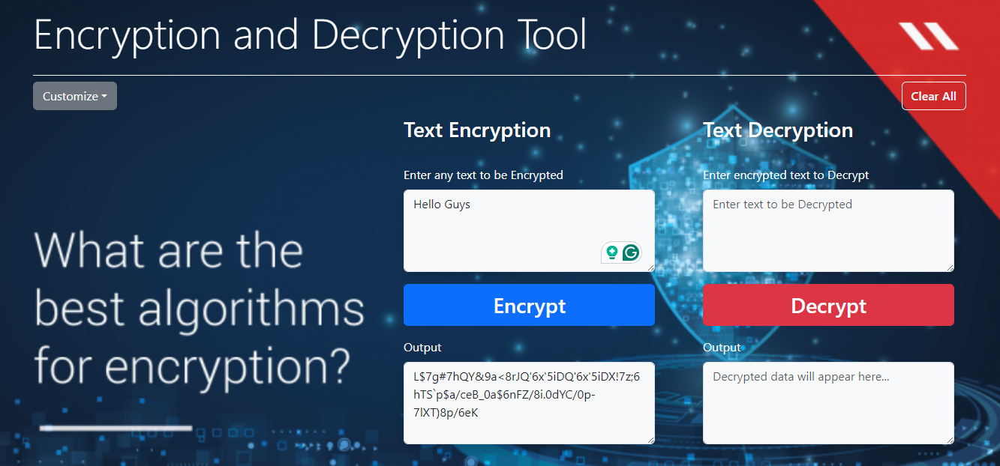 Encryption and Decryption Tool
Customize
Clear All
What are the
best algorithms
for encryption?
Text Encryption
Enter any text to be Encrypted
Hello Guys
Encrypt
Output
L$7g#7hQY&9a<8rJQ'6x'5iDQ'6x'5iDX!7z;6
hTS`p$a/ceB_0a$6nFZ/8i.0dYC/0p-
7lXT)8p/6eK
Text Decryption
Enter encrypted text to Decrypt
Enter text to be Decrypted
Decrypt
Output
Decrypted data will appear here...